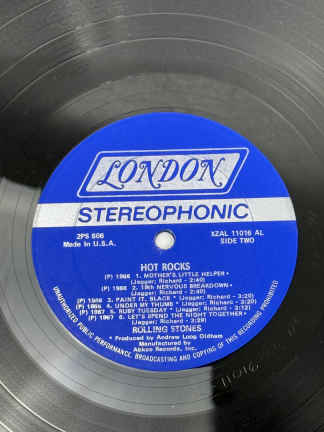 LONDON
STEREOPHONIC
2PS 606 XZAL 11016 AL
Made In U.S.A. SIDE TWO
HOT ROCKS
(P) 1966 1. MOTHER'S LITTLE HELPER •
(Jagger; Richard - 2:40)
(P) 1966 2. 19th NERVOUS BREAKDOWN •
(Jagger; Richard - 2:40)
(P) 1966 3. PAINT IT, BLACK • (Jagger; Richard - 3:20)
(P) 1966 4. UNDER MY THUMB • (Jagger; Richard - 3:20)
(P) 1967 5. RUBY TUESDAY • (Jagger; Richard - 3:12)
(P) 1967 6. LET'S SPEND THE NIGHT TOGETHER •
(Jagger; Richard - 3:29)
ROLLING STONES
• Produced by Andrew Loog Oldham
Manufactured by
Abkco Records, Inc.
UNAUTHORIZED PUBLIC PERFORMANCE, BROADCASTING AND COPYING OF THIS RECORDING PROHIBITED